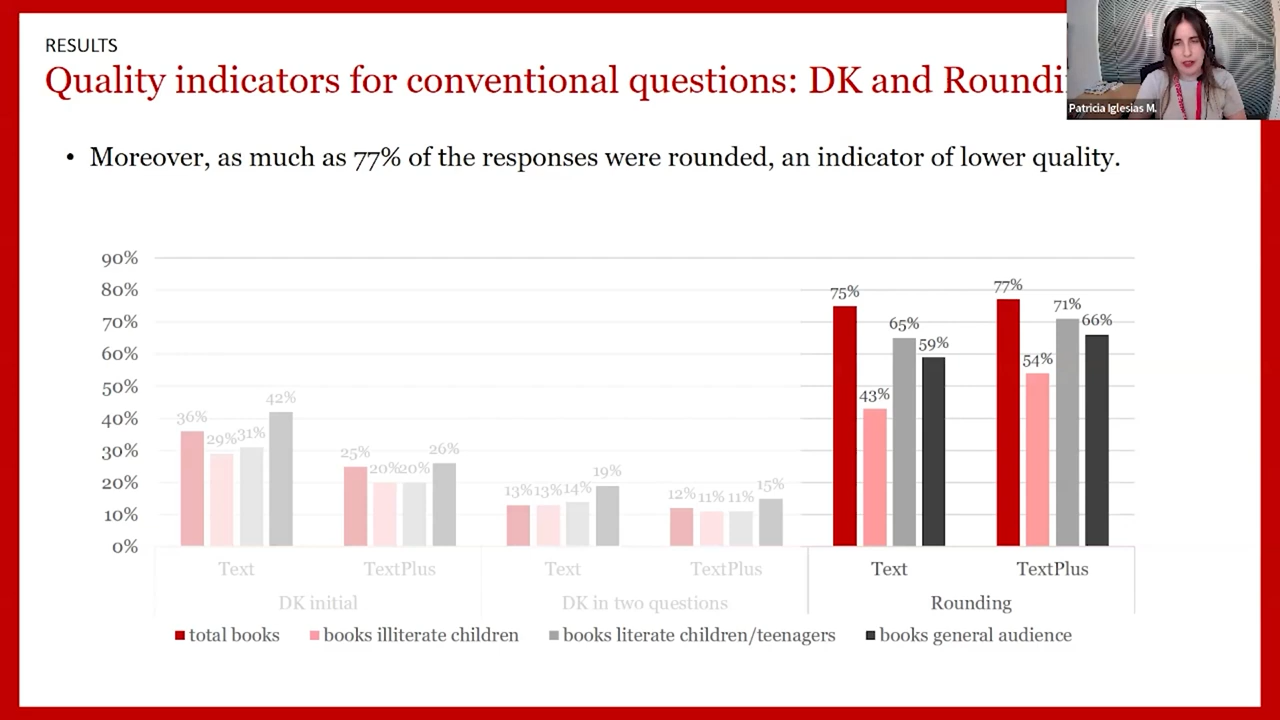 RESULTS
Quality indicators for conventional questions: DK and Roundi
Patricia Iglesias M.
• Moreover, as much as 77% of the responses were rounded, an indicator of lower quality.
90%
80%
70%
60%
50%
40%
30%
20%
10%
0%
36%
29%
31%
42%
25%
20%
20%
26%
13%
13%
14%
19%
12%
11%
11%
15%
75%
43%
65%
59%
77%
54%
71%
66%
Text
TextPlus
Text
TextPlus
Text
TextPlus
DK initial
DK in two questions
Rounding
total books
books illiterate children
books literate children/teenagers
books general audience